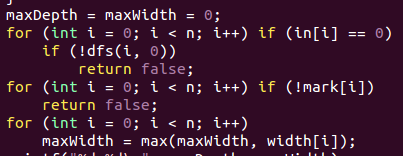 maxDepth = maxWidth = 0;
for (int i = 0; i < n; i++) if (in[i] == 0)
    if (!dfs(i, 0))
        return false;
for (int i = 0; i < n; i++) if (!mark[i])
    return false;
for (int i = 0; i < n; i++)
    maxWidth = max(maxWidth, width[i]);